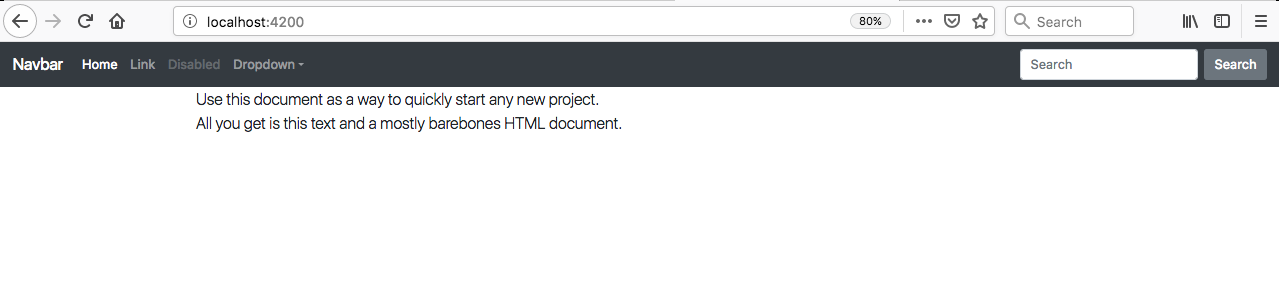 localhost:4200 80% Search
Navbar Home Link Disabled Dropdown Search Search
Use this document as a way to quickly start any new project.
All you get is this text and a mostly barebones HTML document.